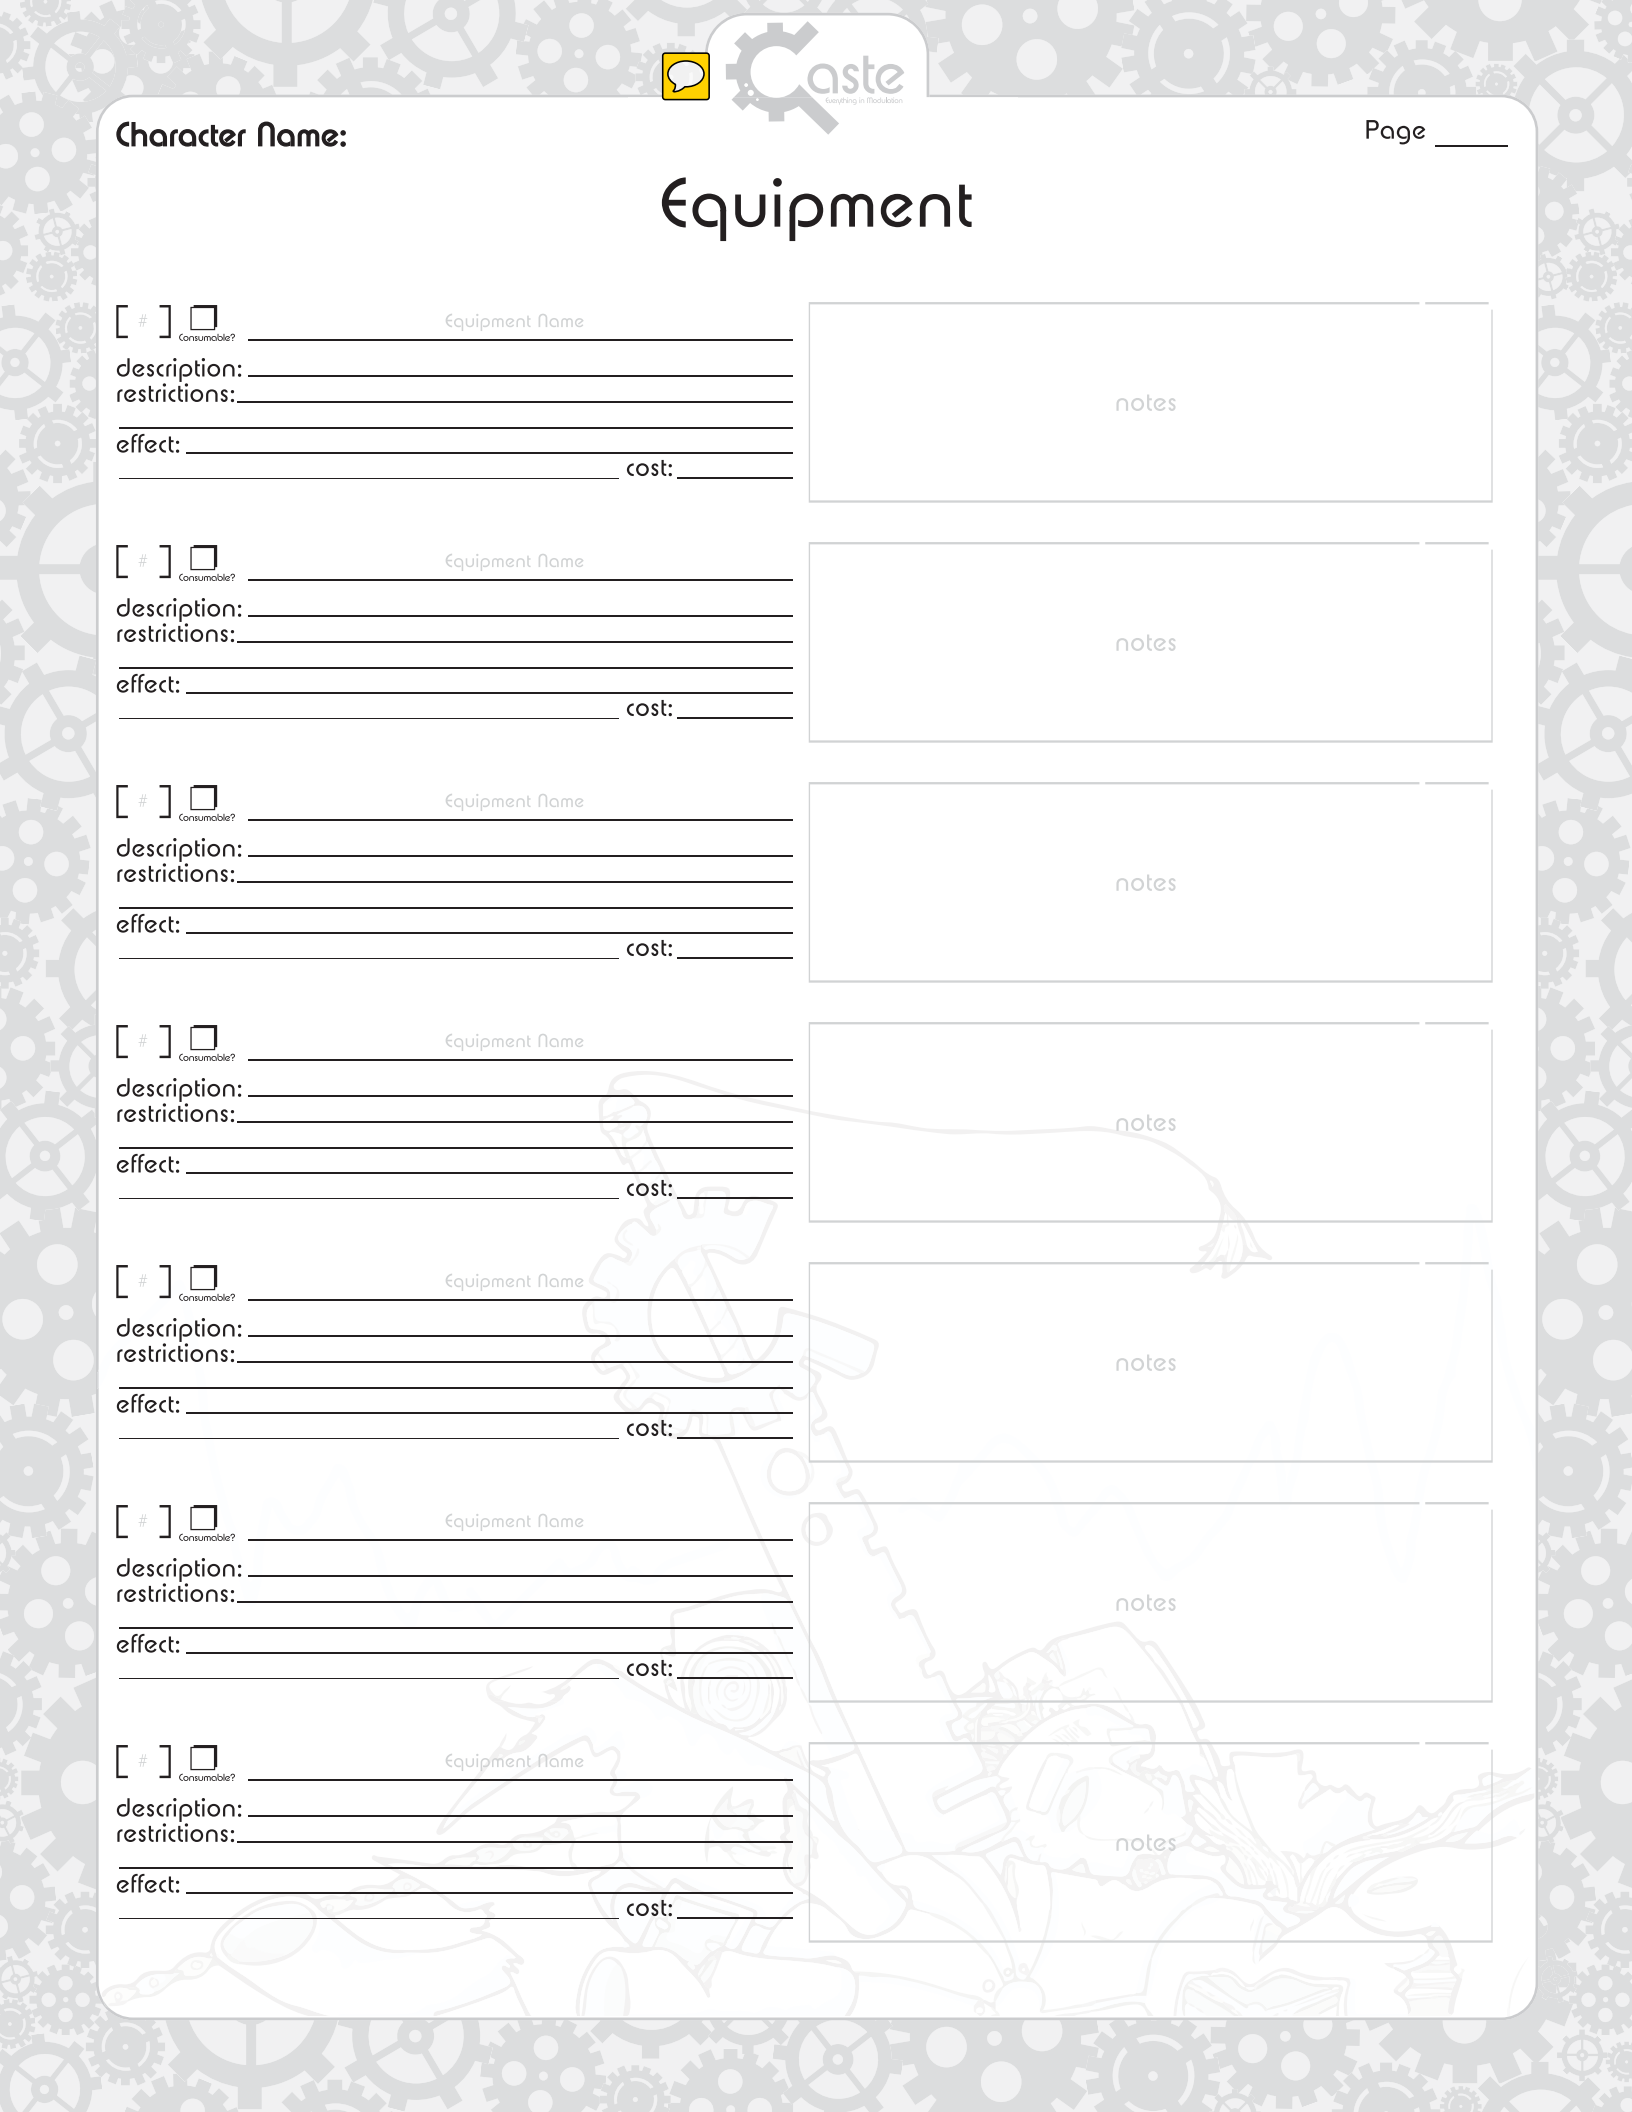 Caste
Everything in Modulation
Character Name:
Page
Equipment
[ # ] Equipment Name
Consumable?
description:
restrictions:
effect:
cost:
notes
[ # ] Equipment Name
Consumable?
description:
restrictions:
effect:
cost:
notes
[ # ] Equipment Name
Consumable?
description:
restrictions:
effect:
cost:
notes
[ # ] Equipment Name
Consumable?
description:
restrictions:
effect:
cost:
notes
[ # ] Equipment Name
Consumable?
description:
restrictions:
effect:
cost:
notes
[ # ] Equipment Name
Consumable?
description:
restrictions:
effect:
cost:
notes
[ # ] Equipment Name
Consumable?
description:
restrictions:
effect:
cost:
notes